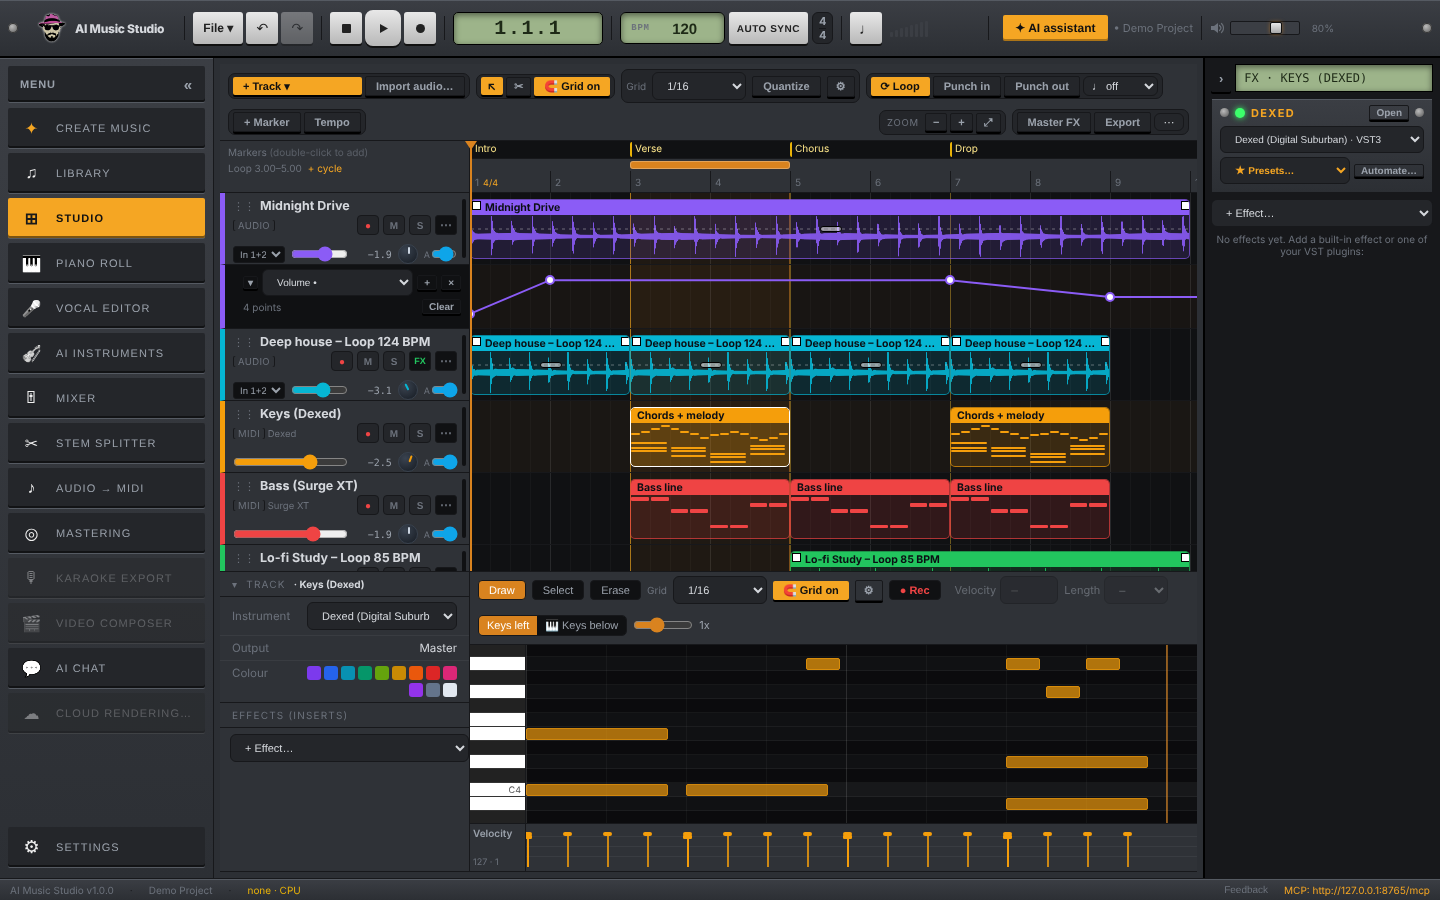 AI Music Studio
File ▾
1.1.1
BPM 120
AUTO SYNC
4
4
♩
✦ AI assistant
• Demo Project
80%
MENU «
CREATE MUSIC
LIBRARY
STUDIO
PIANO ROLL
VOCAL EDITOR
AI INSTRUMENTS
MIXER
STEM SPLITTER
AUDIO → MIDI
MASTERING
KARAOKE EXPORT
VIDEO COMPOSER
AI CHAT
CLOUD RENDERING...
SETTINGS
+ Track ▾
Import audio...
Grid on
Grid 1/16
Quantize
⟳ Loop
Punch in
Punch out
♩ off
+ Marker
Tempo
ZOOM − +
Master FX
Export
...
Markers (double-click to add)
Loop 3.00–5.00 + cycle
Intro Verse Chorus Drop
1 4/4 2 3 4 5 6 7 8 9
Midnight Drive
AUDIO
● M S ...
In 1+2 −1.9 A
Midnight Drive
▾ Volume • + ×
4 points Clear
Deep house – Loop 124 BPM
AUDIO
● M S FX ...
In 1+2 −3.1 A
Deep house – Loop 124 ... Deep house – Loop 124 ... Deep house – Loop 124 ... Deep house – Loop 124 ...
Keys (Dexed)
MIDI Dexed
● M S ...
−2.5 A
Chords + melody Chords + melody
Bass (Surge XT)
MIDI Surge XT
● M S ...
−1.9 A
Bass line Bass line Bass line
Lo-fi Study – Loop 85 BPM
Lo-fi Study – Loop 85 BPM
▾ TRACK · Keys (Dexed)
Instrument Dexed (Digital Suburb
Output Master
Colour
EFFECTS (INSERTS)
+ Effect...
Draw Select Erase Grid 1/16 Grid on ● Rec Velocity – Length –
Keys left Keys below 1x
C4
Velocity
127 · 1
› FX · KEYS (DEXED)
DEXED Open
Dexed (Digital Suburban) · VST3
★ Presets... Automate...
+ Effect...
No effects yet. Add a built-in effect or one of
your VST plugins:
AI Music Studio v1.0.0 · Demo Project · none · CPU
Feedback MCP: http://127.0.0.1:8765/mcp